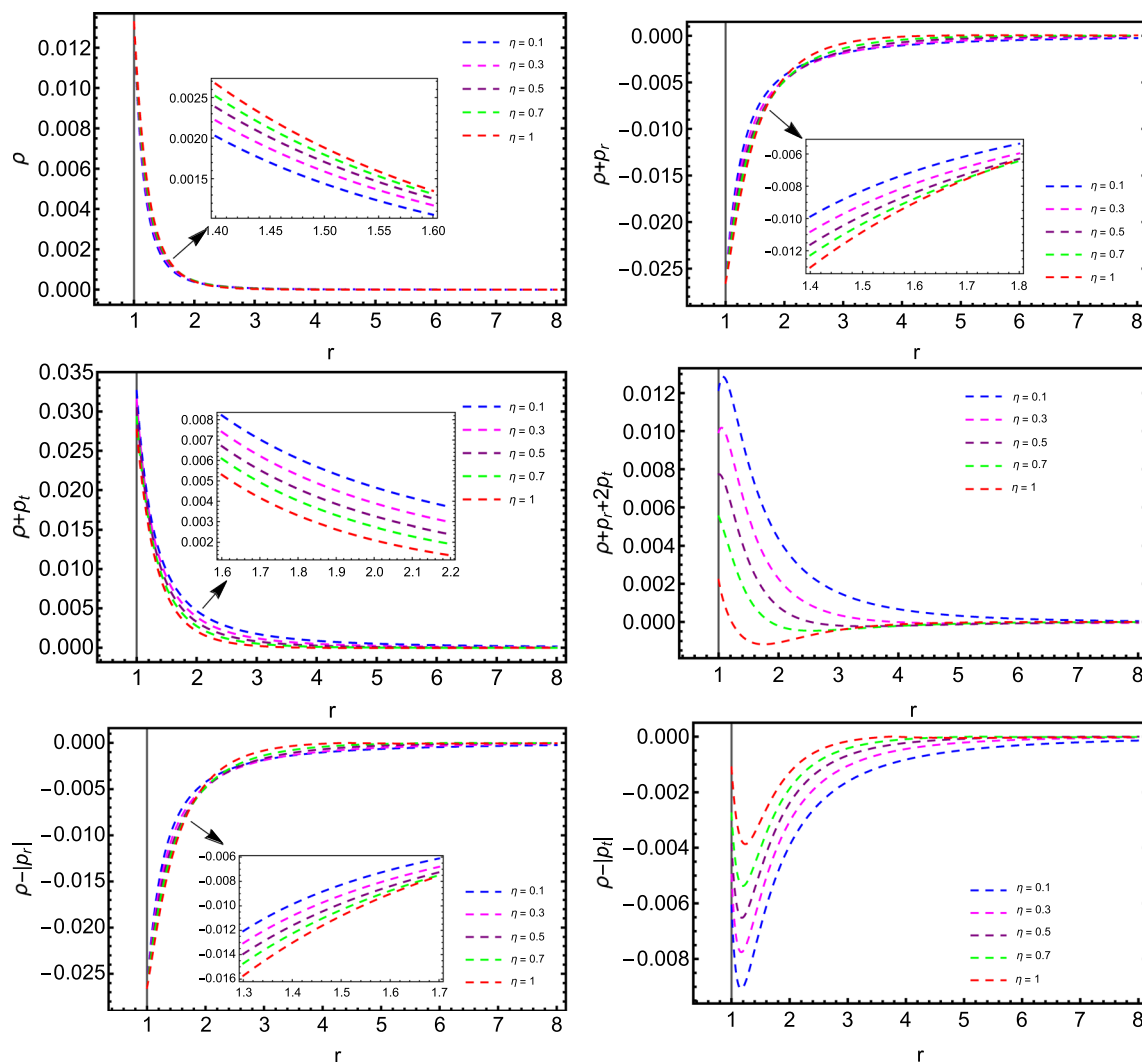 0.012
0.010
0.008
0.006
0.004
0.002
0.000
ρ
η = 0.1
η = 0.3
η = 0.5
η = 0.7
η = 1
0.0025
0.0020
0.0015
1.40 1.45 1.50 1.55 1.60
1 2 3 4 5 6 7 8
r
0.000
−0.005
−0.010
−0.015
−0.020
−0.025
ρ+pr
−0.006
−0.008
−0.010
−0.012
1.4 1.5 1.6 1.7 1.8
η = 0.1
η = 0.3
η = 0.5
η = 0.7
η = 1
1 2 3 4 5 6 7 8
r
0.035
0.030
0.025
0.020
0.015
0.010
0.005
0.000
ρ+pt
η = 0.1
η = 0.3
η = 0.5
η = 0.7
η = 1
0.008
0.007
0.006
0.005
0.004
0.003
0.002
1.6 1.7 1.8 1.9 2.0 2.1 2.2
1 2 3 4 5 6 7 8
r
0.012
0.010
0.008
0.006
0.004
0.002
0.000
ρ+pr+2pt
η = 0.1
η = 0.3
η = 0.5
η = 0.7
η = 1
1 2 3 4 5 6 7 8
r
0.000
−0.005
−0.010
−0.015
−0.020
−0.025
ρ−|pr|
−0.006
−0.008
−0.010
−0.012
−0.014
−0.016
1.3 1.4 1.5 1.6 1.7
η = 0.1
η = 0.3
η = 0.5
η = 0.7
η = 1
1 2 3 4 5 6 7 8
r
0.000
−0.002
−0.004
−0.006
−0.008
ρ−|pt|
η = 0.1
η = 0.3
η = 0.5
η = 0.7
η = 1
1 2 3 4 5 6 7 8
r